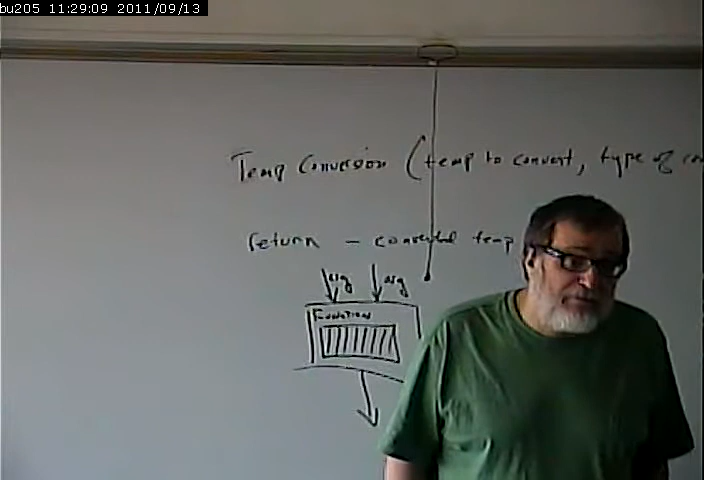 bu205 11:29:09 2011/09/13
Temp Conversion (temp to convert, type of co
return - converted temp
arg arg
Function